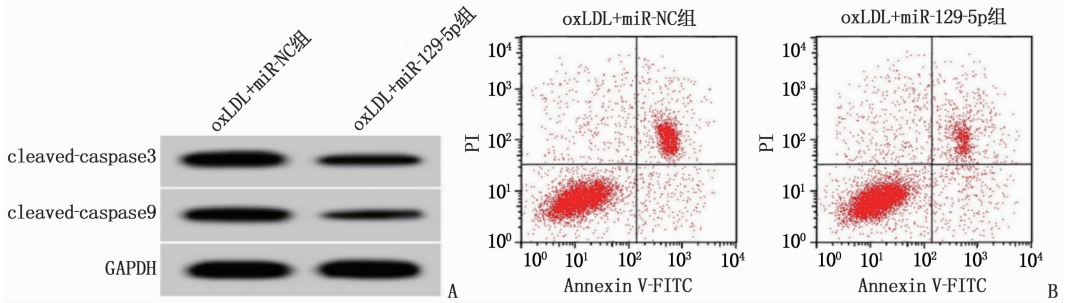 oxLDL+miR-NC组
oxLDL+miR-129-5p组
cleaved-caspase3
cleaved-caspase9
GAPDH
A
oxLDL+miR-NC组
PI
10⁴
10³
10²
10¹
10⁰
10⁰ 10¹ 10² 10³ 10⁴
Annexin V-FITC
oxLDL+miR-129-5p组
PI
10⁴
10³
10²
10¹
10⁰
10⁰ 10¹ 10² 10³ 10⁴
Annexin V-FITC
B